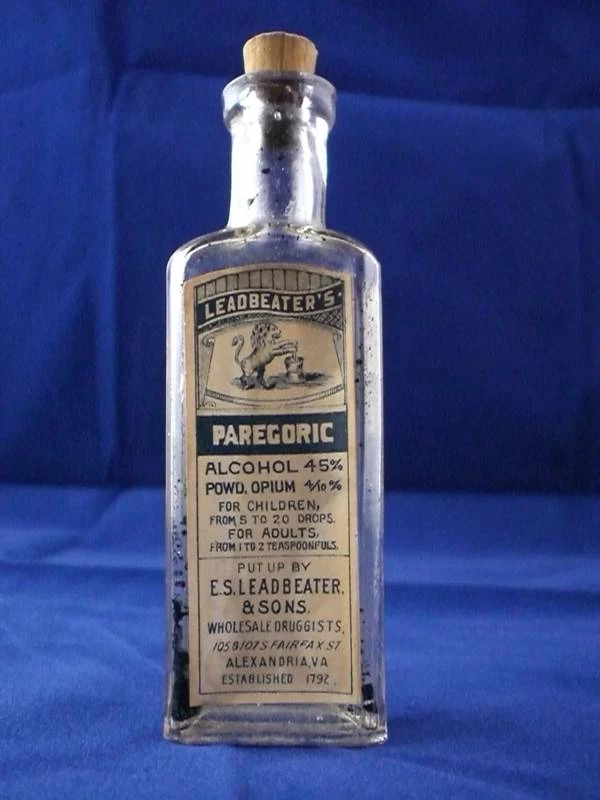 LEADBEATER'S
PAREGORIC
ALCOHOL 45%
POWD. OPIUM 4/10 %
FOR CHILDREN,
FROM 5 TO 20 DROPS.
FOR ADULTS,
FROM 1 TO 2 TEASPOONFULS.
PUT UP BY
E.S. LEADBEATER,
& SONS.
WHOLESALE DRUGGISTS,
105 & 107 S FAIRFAX ST
ALEXANDRIA, VA
ESTABLISHED 1792.